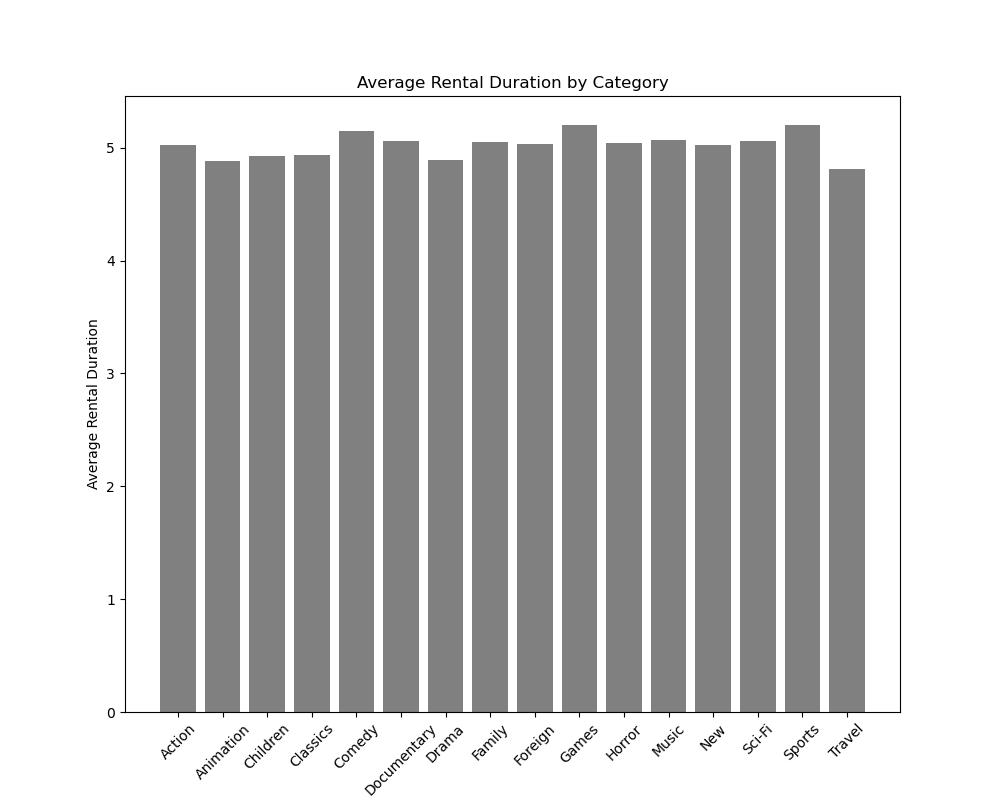 Average Rental Duration by Category
Average Rental Duration
5
4
3
2
1
0
Action
Animation
Children
Classics
Comedy
Documentary
Drama
Family
Foreign
Games
Horror
Music
New
Sci-Fi
Sports
Travel